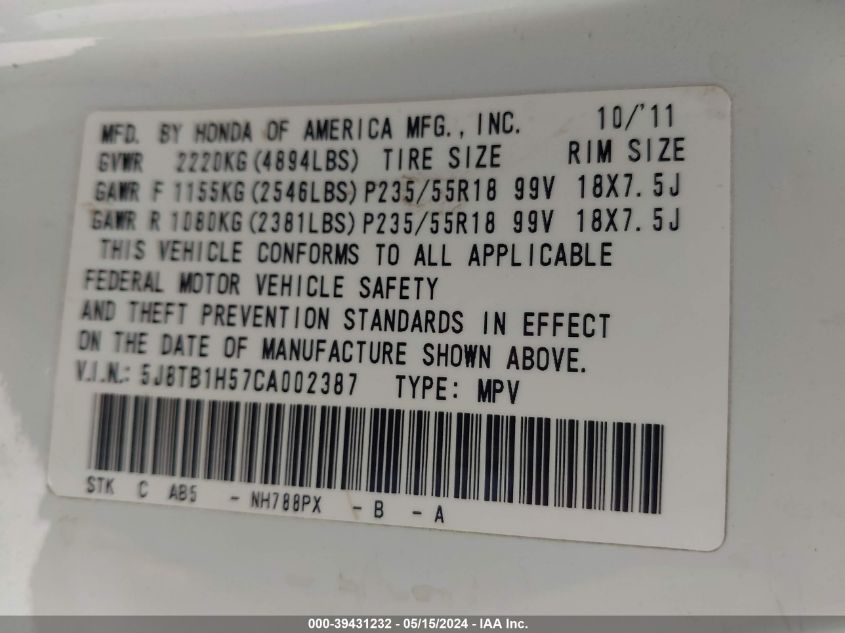 MFD. BY HONDA OF AMERICA MFG., INC. 10/'11
GVWR 2220KG(4894LBS) TIRE SIZE RIM SIZE
GAWR F 1155KG(2546LBS) P235/55R18 99V 18X7.5J
GAWR R 1080KG(2381LBS) P235/55R18 99V 18X7.5J
THIS VEHICLE CONFORMS TO ALL APPLICABLE
FEDERAL MOTOR VEHICLE SAFETY
AND THEFT PREVENTION STANDARDS IN EFFECT
ON THE DATE OF MANUFACTURE SHOWN ABOVE.
V.I.N.: 5J8TB1H57CA002387 TYPE: MPV
STK C AB5 - NH788PX - B - A
000-39431232 - 05/15/2024 - IAA Inc.